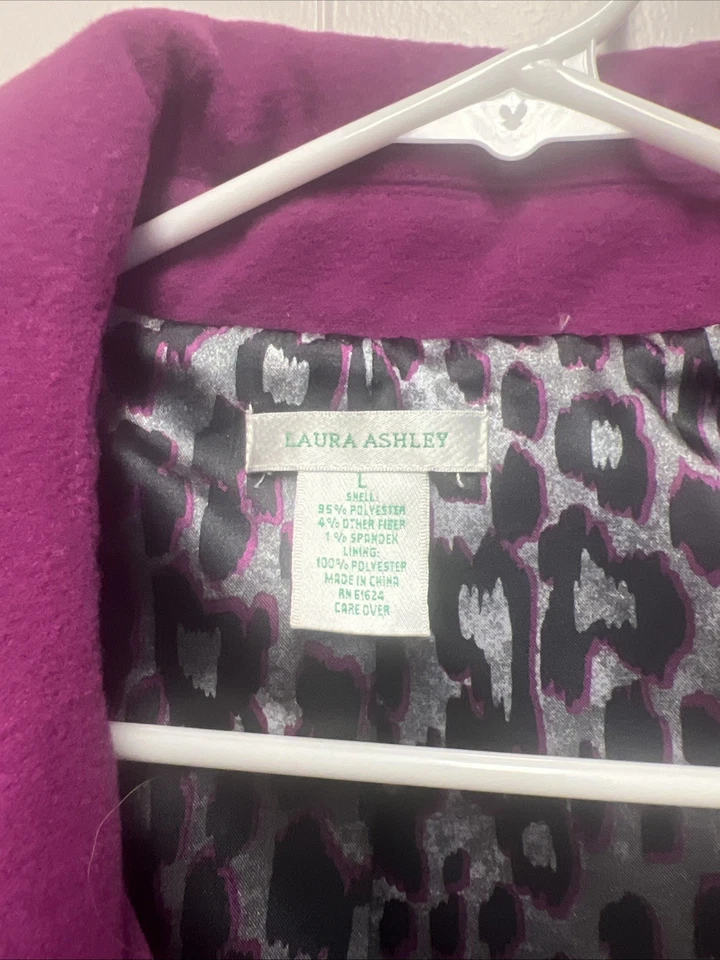 LAURA ASHLEY
L
SHELL:
95% POLYESTER
4% OTHER FIBER
1% SPANDEX
LINING:
100% POLYESTER
MADE IN CHINA
RN 61624
CARE OVER